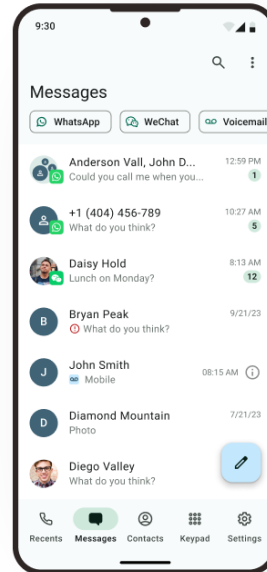 9:30
Messages
WhatsApp WeChat Voicemail
Anderson Vall, John D... 12:59 PM
Could you call me when you... 1
+1 (404) 456-789 10:27 AM
What do you think? 5
Daisy Hold 8:13 AM
Lunch on Monday? 12
B Bryan Peak 9/21/23
What do you think?
J John Smith 08:15 AM
Mobile
D Diamond Mountain 7/21/23
Photo
Diego Valley
What do you think?
Recents Messages Contacts Keypad Settings